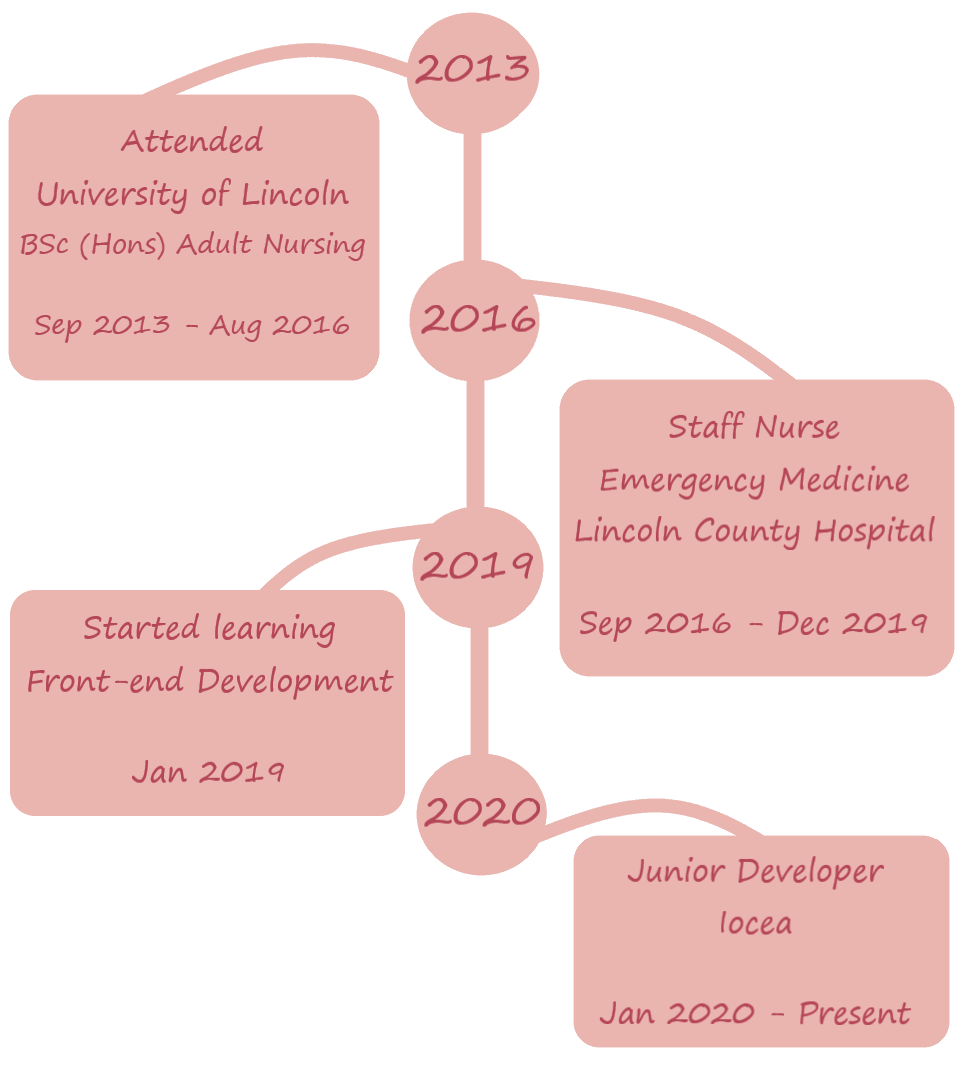 2013
Attended
University of Lincoln
BSc (Hons) Adult Nursing
Sep 2013 - Aug 2016
2016
Staff Nurse
Emergency Medicine
Lincoln County Hospital
Sep 2016 - Dec 2019
2019
Started learning
Front-end Development
Jan 2019
2020
Junior Developer
Iocea
Jan 2020 - Present